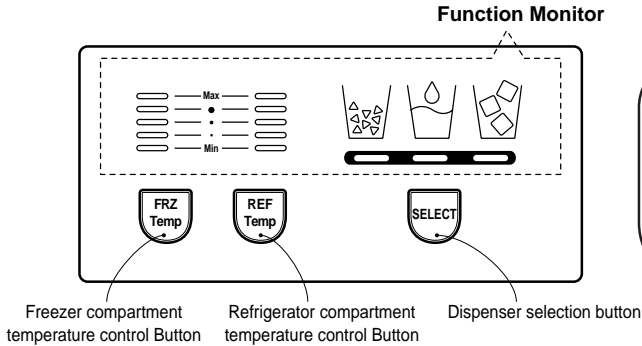 Function Monitor
Max
Min
FRZ
Temp
REF
Temp
SELECT
Freezer compartment
temperature control Button
Refrigerator compartment
temperature control Button
Dispenser selection button